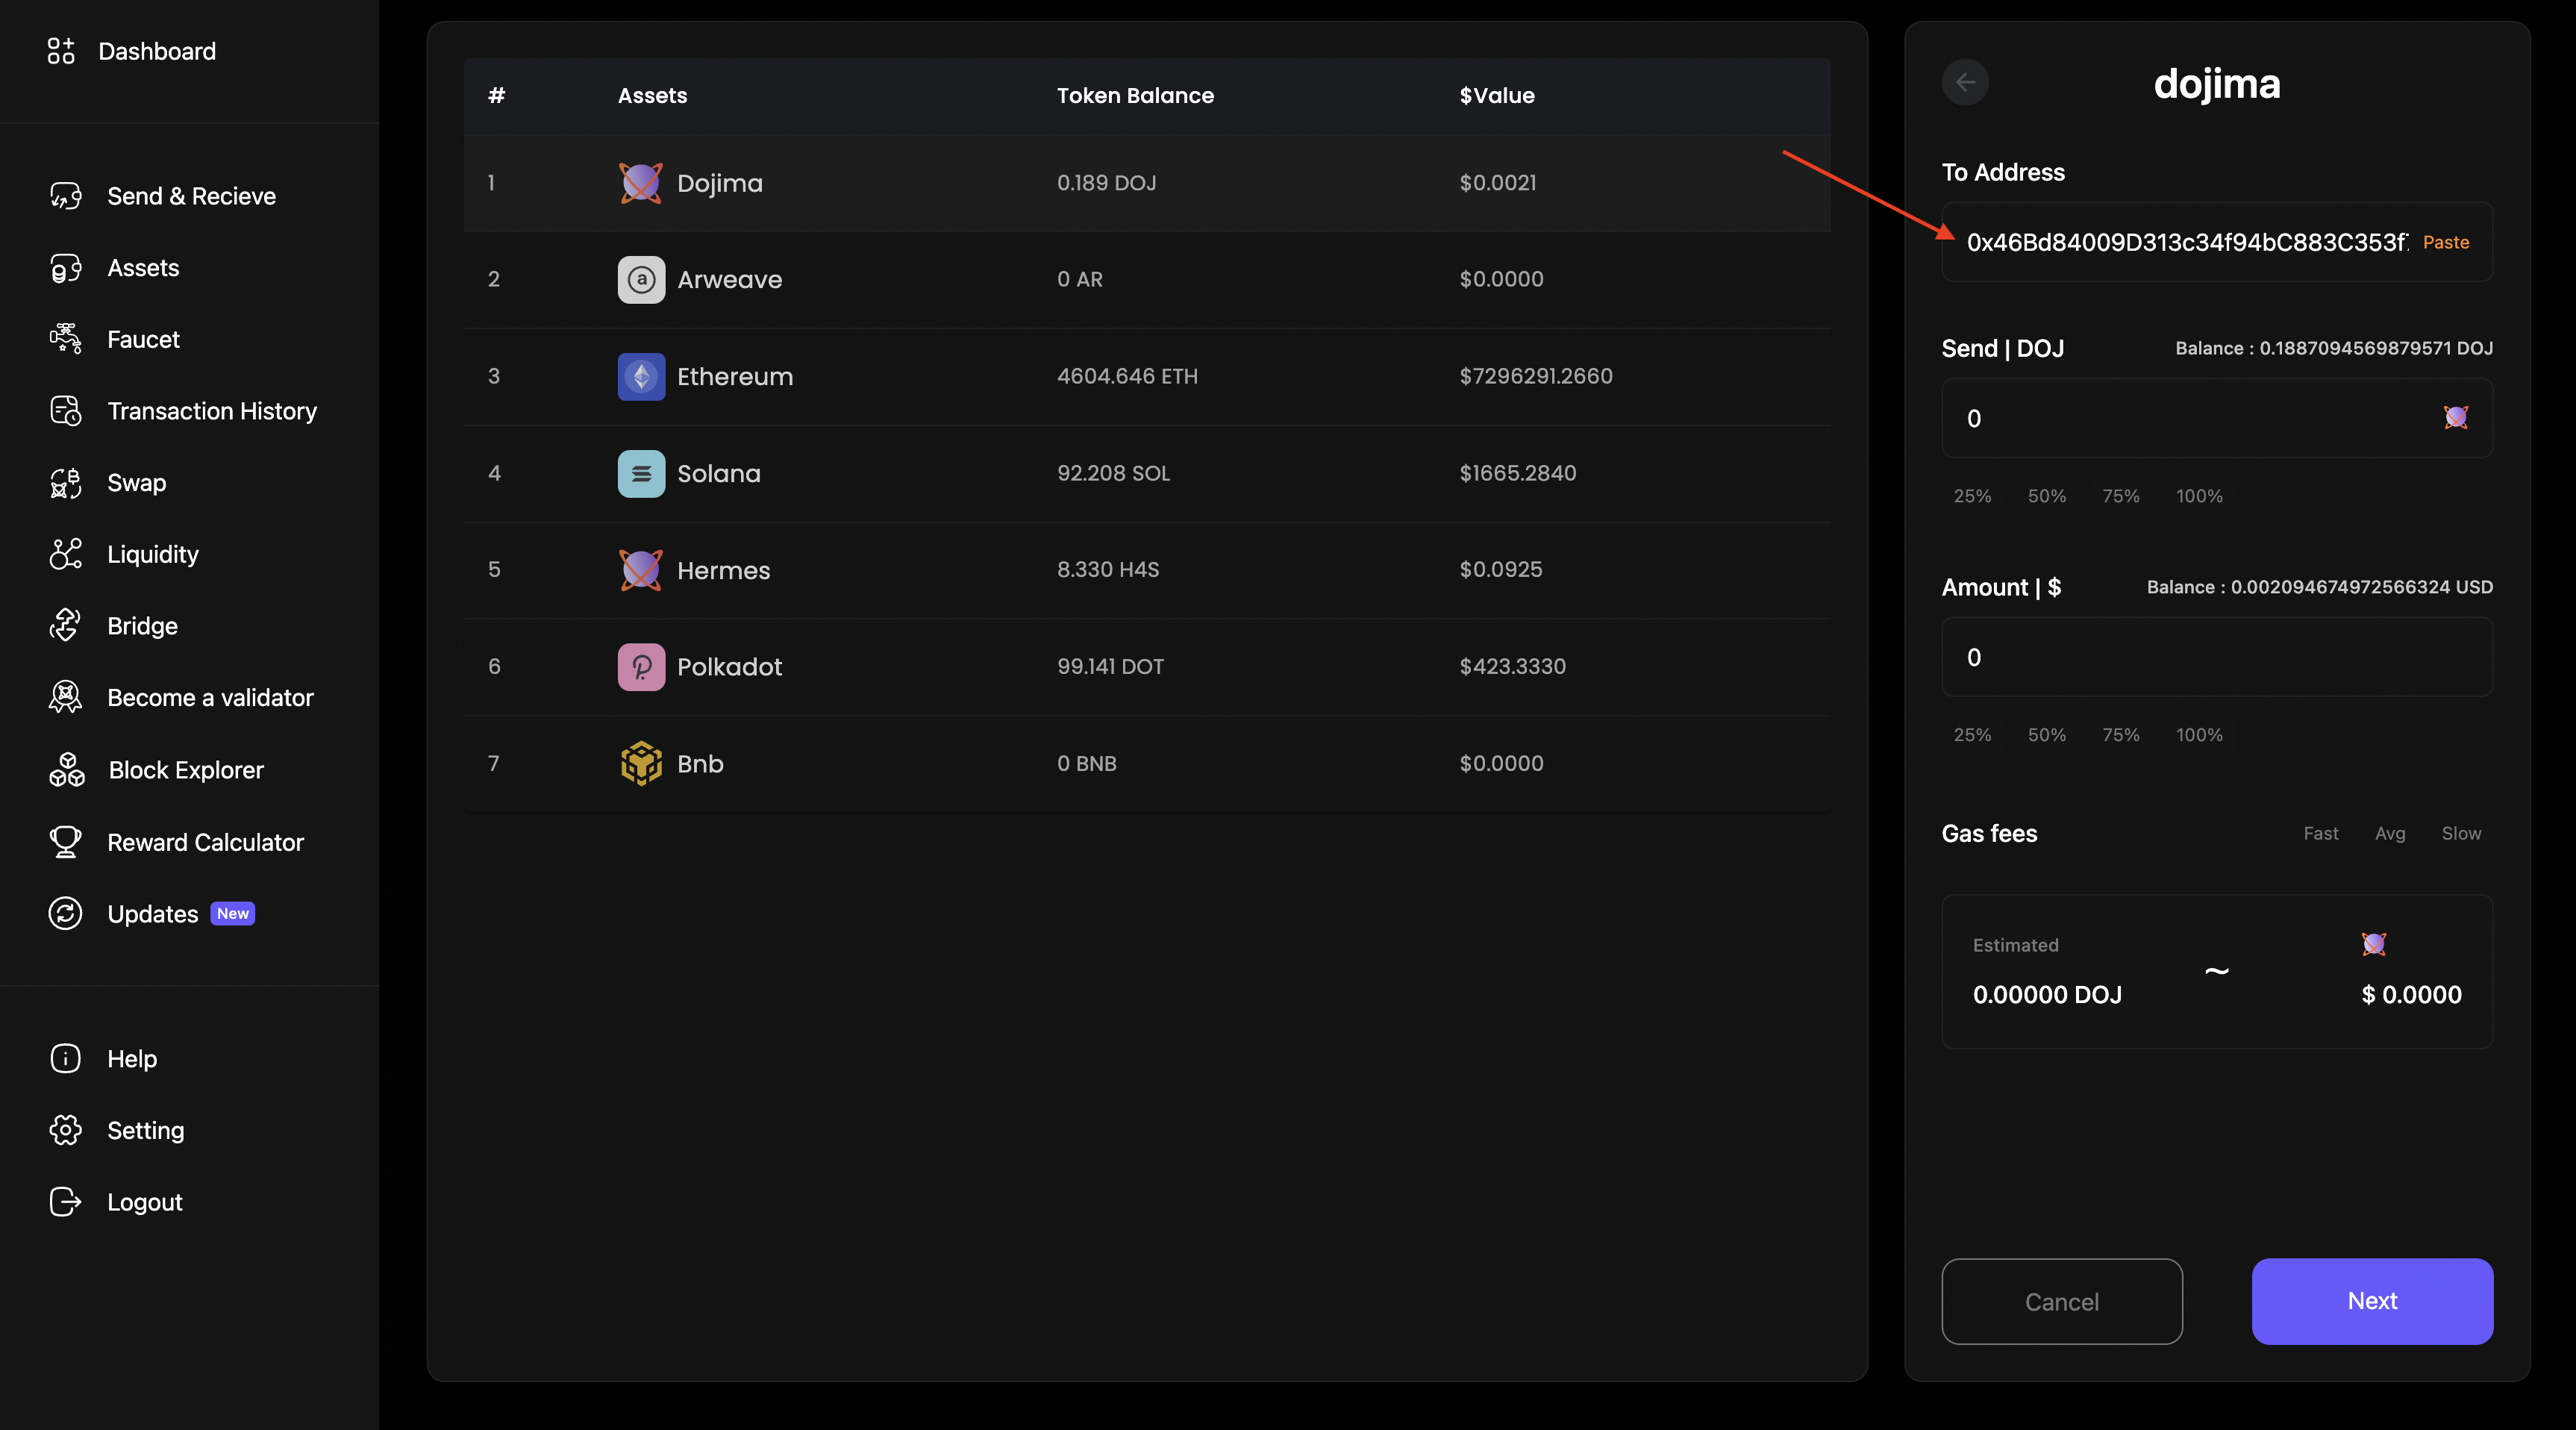 Dashboard
Send & Recieve
Assets
Faucet
Transaction History
Swap
Liquidity
Bridge
Become a validator
Block Explorer
Reward Calculator
Updates New
Help
Setting
Logout
# Assets Token Balance $Value
1 Dojima 0.189 DOJ $0.0021
2 Arweave 0 AR $0.0000
3 Ethereum 4604.646 ETH $7296291.2660
4 Solana 92.208 SOL $1665.2840
5 Hermes 8.330 H4S $0.0925
6 Polkadot 99.141 DOT $423.3330
7 Bnb 0 BNB $0.0000
dojima
To Address
0x46Bd84009D313c34f94bC883C353f Paste
Send | DOJ Balance : 0.1887094569879571 DOJ
0
25% 50% 75% 100%
Amount | $ Balance : 0.002094674972566324 USD
0
25% 50% 75% 100%
Gas fees Fast Avg Slow
Estimated
0.00000 DOJ ~ $ 0.0000
Cancel Next